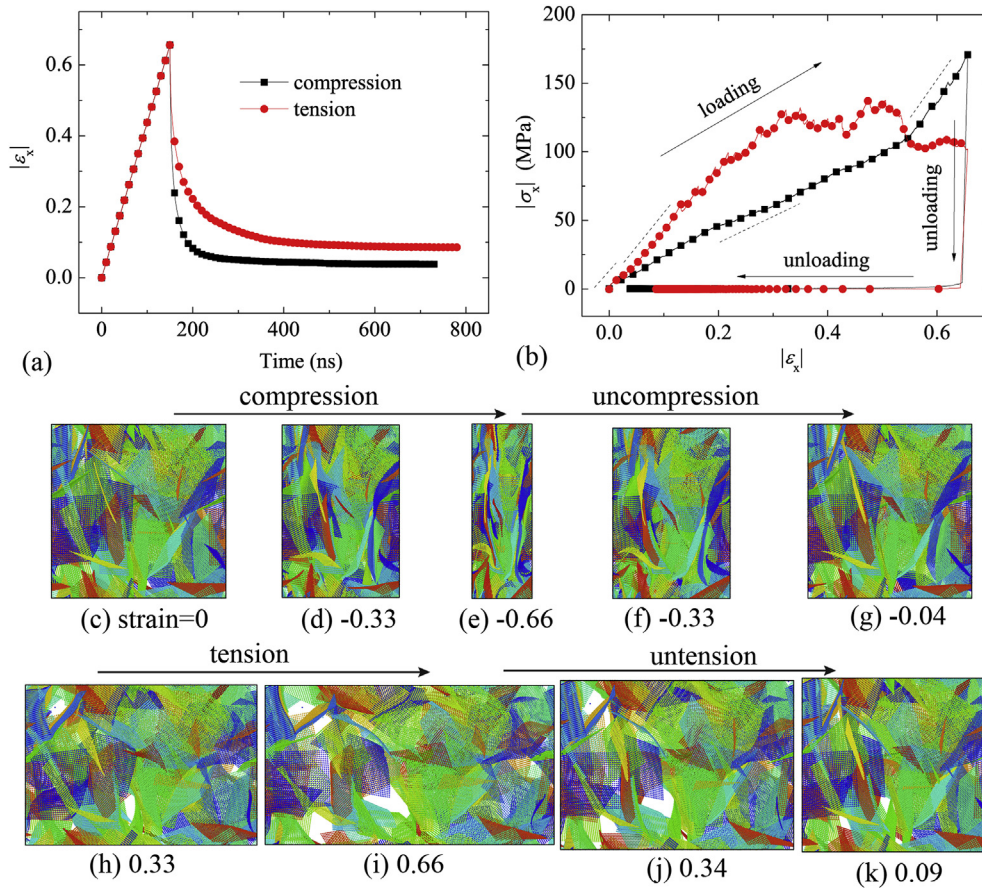 compression
tension
|εx|
0.6
0.4
0.2
0.0
0 200 400 600 800
Time (ns)
(a)
loading
unloading
unloading
|σx| (MPa)
200
150
100
50
0
0.0 0.2 0.4 0.6
|εx|
(b)
compression uncompression
(c) strain=0 (d) -0.33 (e) -0.66 (f) -0.33 (g) -0.04
tension untension
(h) 0.33 (i) 0.66 (j) 0.34 (k) 0.09